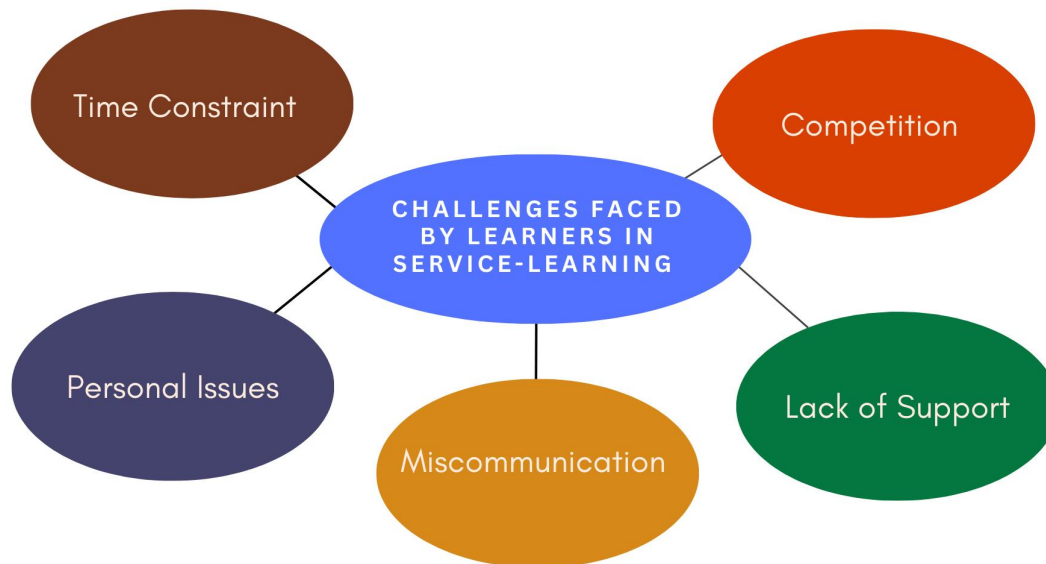 Time Constraint
Competition
CHALLENGES FACED
BY LEARNERS IN
SERVICE-LEARNING
Personal Issues
Lack of Support
Miscommunication